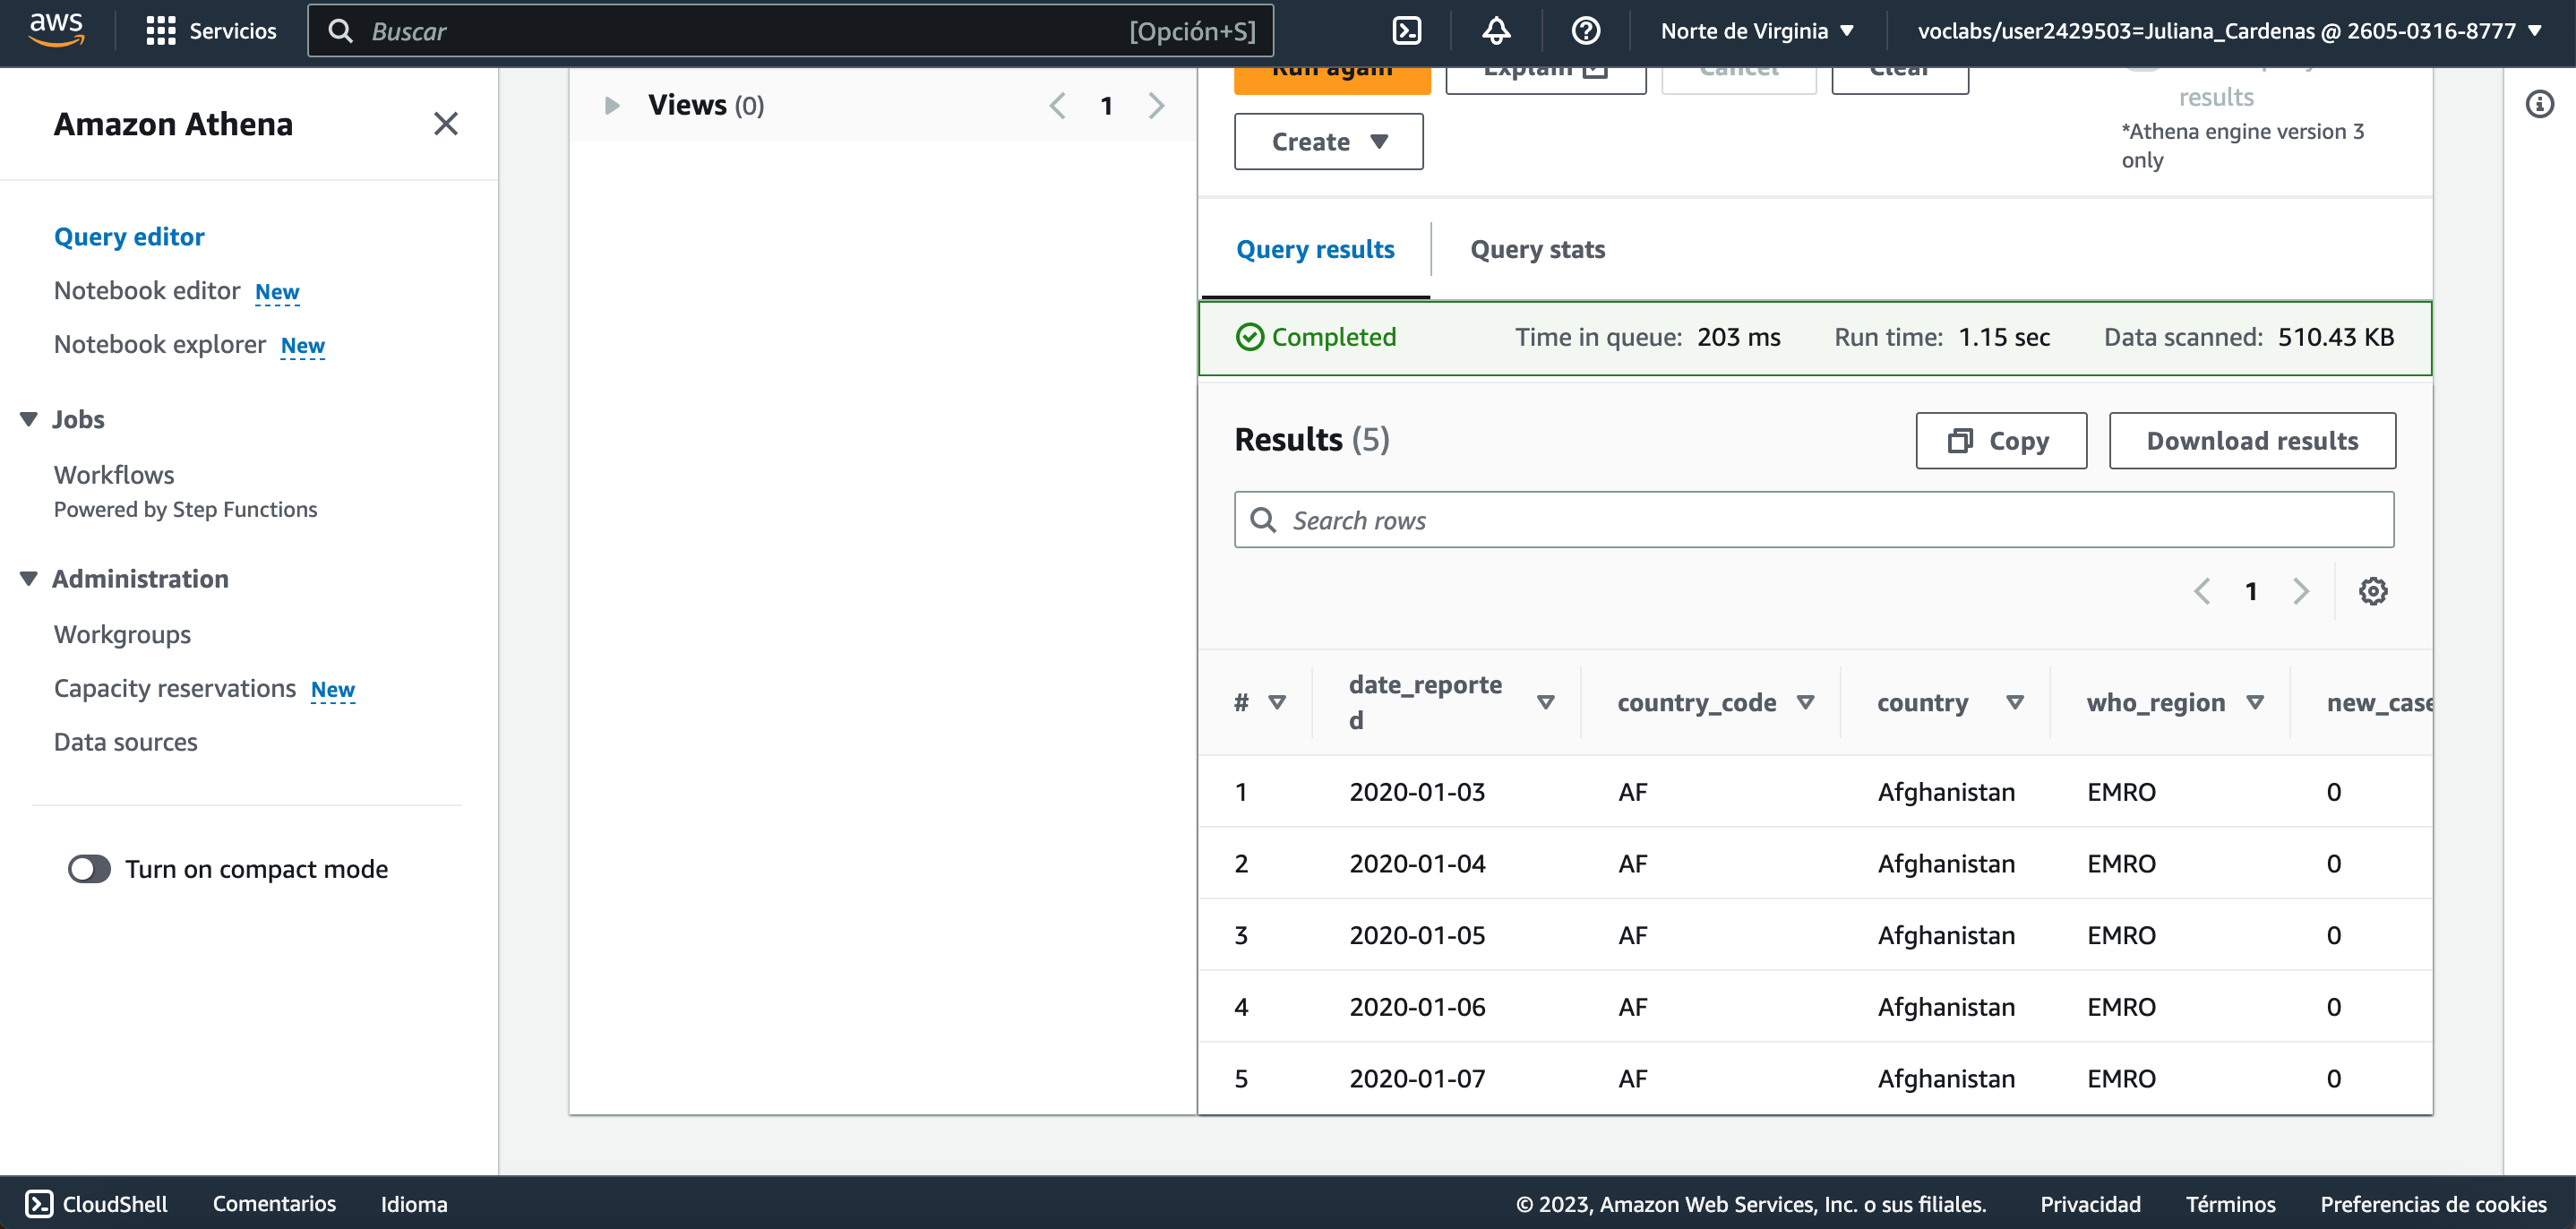 aws
Servicios
Buscar
[Opción+S]
Norte de Virginia
voclabs/user2429503=Juliana_Cardenas @ 2605-0316-8777
Amazon Athena
Query editor
Notebook editor New
Notebook explorer New
Jobs
Workflows
Powered by Step Functions
Administration
Workgroups
Capacity reservations New
Data sources
Turn on compact mode
Views (0)
1
Run again
Explain
Cancel
Clear
results
*Athena engine version 3
only
Create
Query results
Query stats
Completed
Time in queue: 203 ms
Run time: 1.15 sec
Data scanned: 510.43 KB
Results (5)
Copy
Download results
Search rows
1
# date_reported country_code country who_region new_case
1 2020-01-03 AF Afghanistan EMRO 0
2 2020-01-04 AF Afghanistan EMRO 0
3 2020-01-05 AF Afghanistan EMRO 0
4 2020-01-06 AF Afghanistan EMRO 0
5 2020-01-07 AF Afghanistan EMRO 0
CloudShell
Comentarios
Idioma
© 2023, Amazon Web Services, Inc. o sus filiales.
Privacidad
Términos
Preferencias de cookies